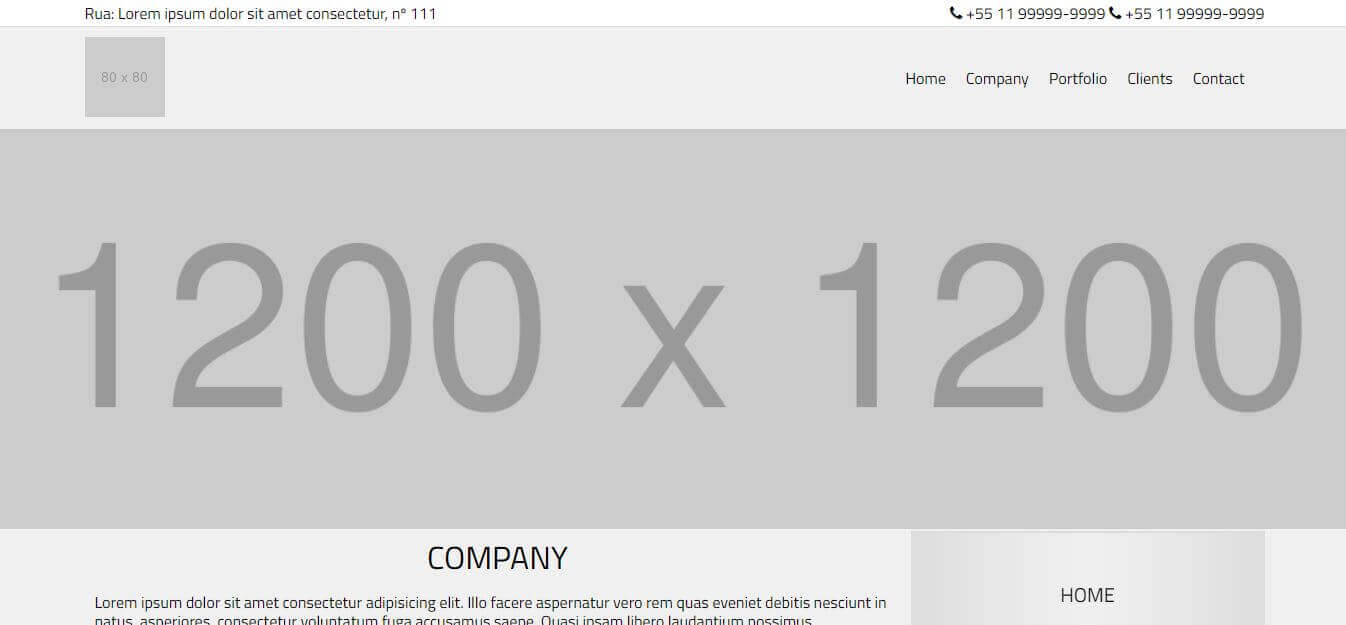 Rua: Lorem ipsum dolor sit amet consectetur, nº 111
+55 11 99999-9999 +55 11 99999-9999
80 x 80
Home Company Portfolio Clients Contact
1200 x 1200
COMPANY
Lorem ipsum dolor sit amet consectetur adipisicing elit. Illo facere aspernatur vero rem quas eveniet debitis nesciunt in
natus, asperiores, consectetur voluptatum fuga accusamus saepe. Quasi ipsam libero laudantium possimus
HOME